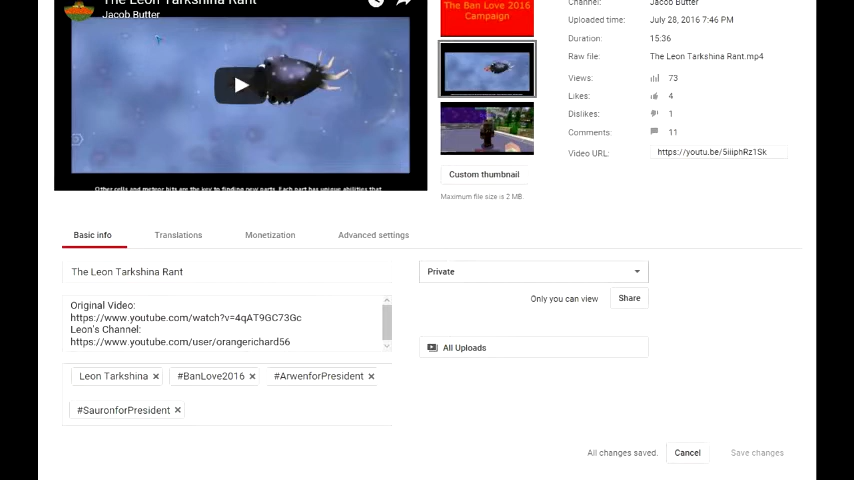 The Leon Tarkshina Rant
Jacob Butter
Other cells and meteor bits are the key to finding new parts. Each part has unique abilities that
The Ban Love 2016
Campaign
Custom thumbnail
Maximum file size is 2 MB.
Channel: Jacob Butter
Uploaded time: July 28, 2016 7:46 PM
Duration: 15:36
Raw file: The Leon Tarkshina Rant.mp4
Views: 73
Likes: 4
Dislikes: 1
Comments: 11
Video URL: https://youtu.be/5iiiphRz1Sk
Basic info Translations Monetization Advanced settings
The Leon Tarkshina Rant
Private
Original Video:
https://www.youtube.com/watch?v=4qAT9GC73Gc
Leon's Channel:
https://www.youtube.com/user/orangerichard56
Only you can view Share
All Uploads
Leon Tarkshina × #BanLove2016 × #ArwenforPresident ×
#SauronforPresident ×
All changes saved. Cancel Save changes